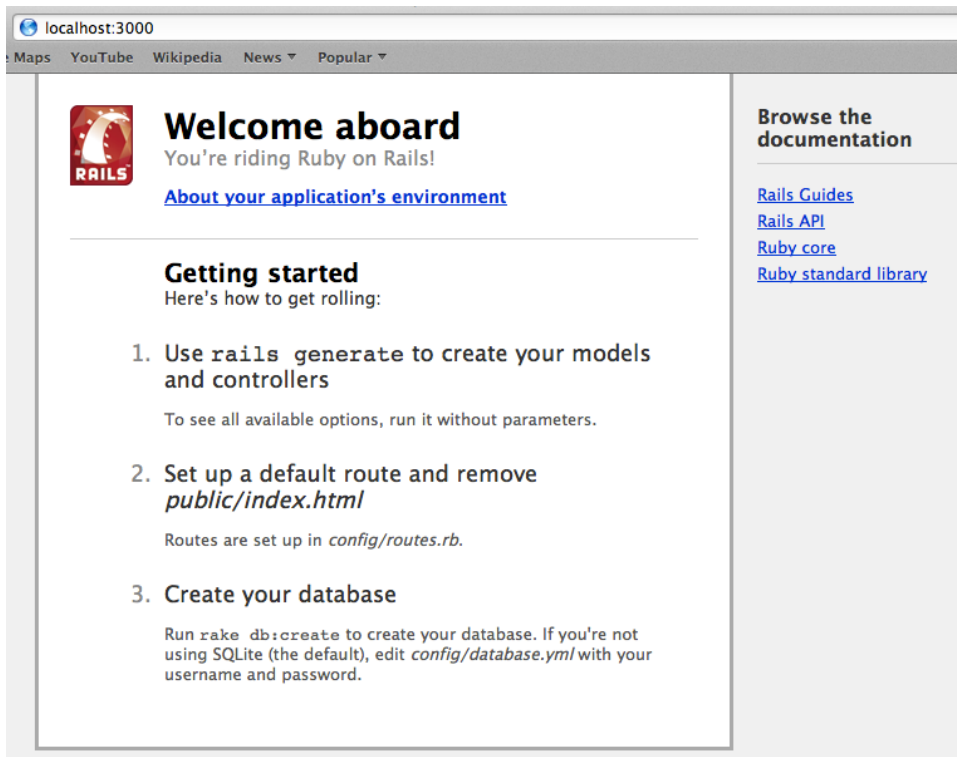 localhost:3000
Maps YouTube Wikipedia News Popular
RAILS
Welcome aboard
You're riding Ruby on Rails!
About your application's environment
Getting started
Here's how to get rolling:
1. Use rails generate to create your models
and controllers
To see all available options, run it without parameters.
2. Set up a default route and remove
public/index.html
Routes are set up in config/routes.rb.
3. Create your database
Run rake db:create to create your database. If you're not
using SQLite (the default), edit config/database.yml with your
username and password.
Browse the
documentation
Rails Guides
Rails API
Ruby core
Ruby standard library